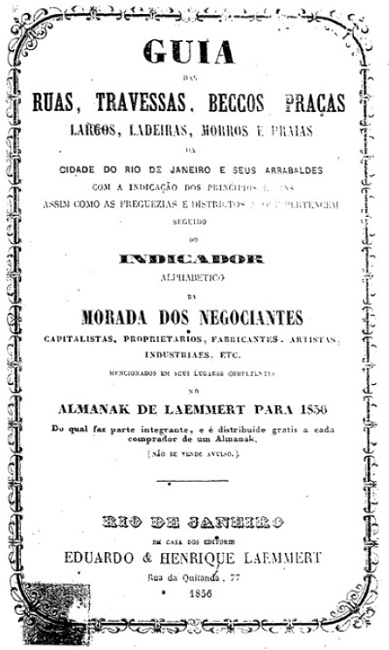 GUIA
DAS
RUAS, TRAVESSAS, BECCOS PRAÇAS
LARGOS, LADEIRAS, MORROS E PRAIAS
DA
CIDADE DO RIO DE JANEIRO E SEUS ARRABALDES
COM A INDICAÇÃO DOS PRINCIPIOS E
ASSIM COMO AS FREGUEZIAS E DISTRICTOS A QUE PERTENCEM
SEGUIDO
DO
INDICADOR
ALPHABETICO
DA
MORADA DOS NEGOCIANTES
CAPITALISTAS, PROPRIETARIOS, FABRICANTES, ARTISTAS,
INDUSTRIAES, ETC.
MENCIONADOS EM SEUS LUGARES COMPETENTES
NO
ALMANAK DE LAEMMERT PARA 1856
Do qual faz parte integrante, e é distribuido gratis a cada
comprador de um Almanak.
(NÃO SE VENDE AVULSO.)
RIO DE JANEIRO
EM CASA DOS EDITORES
EDUARDO & HENRIQUE LAEMMERT
Rua da Quitanda, 77
1856